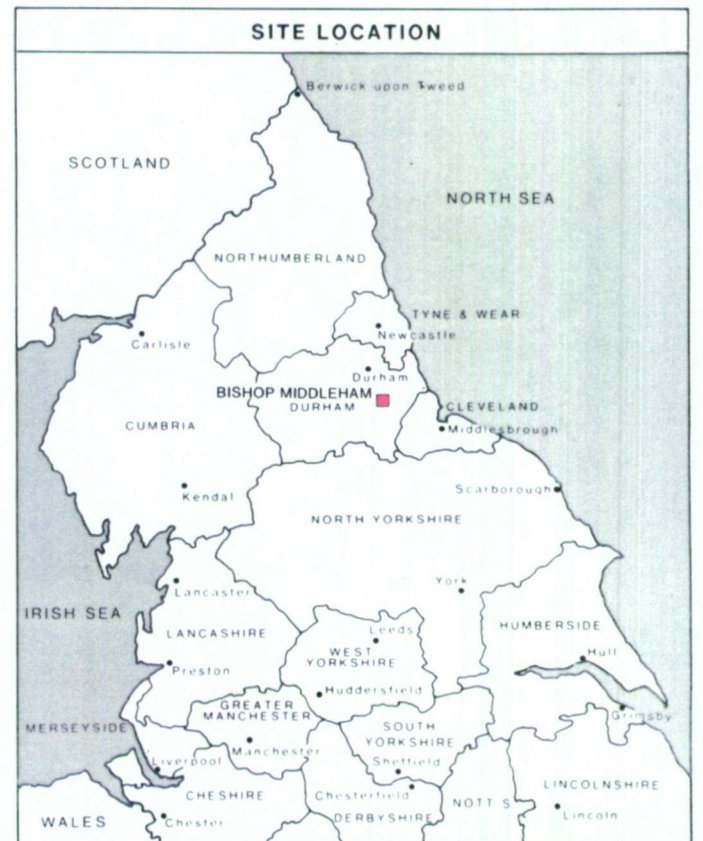 SITE LOCATION
Berwick upon Tweed
SCOTLAND
NORTH SEA
NORTHUMBERLAND
TYNE & WEAR
Newcastle
Carlisle
Durham
BISHOP MIDDLEHAM
DURHAM
CLEVELAND
CUMBRIA
Middlesbrough
Scarborough
Kendal
NORTH YORKSHIRE
York
Lancaster
IRISH SEA
HUMBERSIDE
LANCASHIRE
Leeds
WEST
YORKSHIRE
Hull
Preston
Huddersfield
GREATER
MANCHESTER
Grimsby
MERSEYSIDE
SOUTH
YORKSHIRE
Manchester
Liverpool
Sheffield
LINCOLNSHIRE
CHESHIRE
Chesterfield
NOTT S
Lincoln
WALES
Chester
DERBYSHIRE